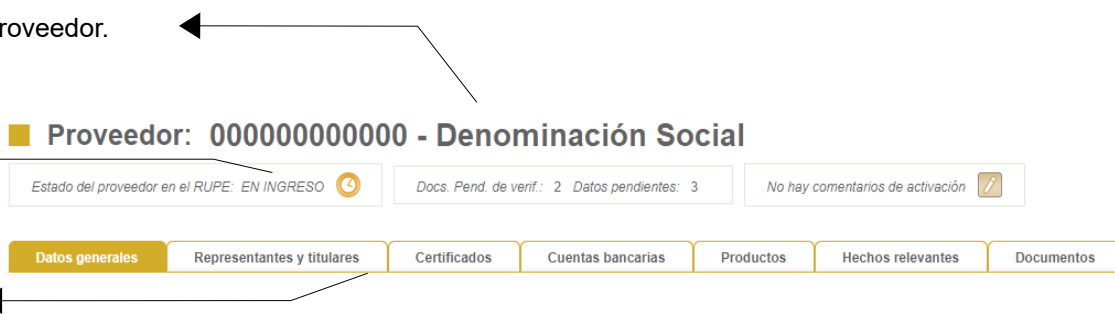 roveedor.
Proveedor: 000000000000 - Denominación Social
Estado del proveedor en el RUPE: EN INGRESO
Docs. Pend. de verif.: 2 Datos pendientes: 3
No hay comentarios de activación
Datos generales
Representantes y titulares
Certificados
Cuentas bancarias
Productos
Hechos relevantes
Documentos